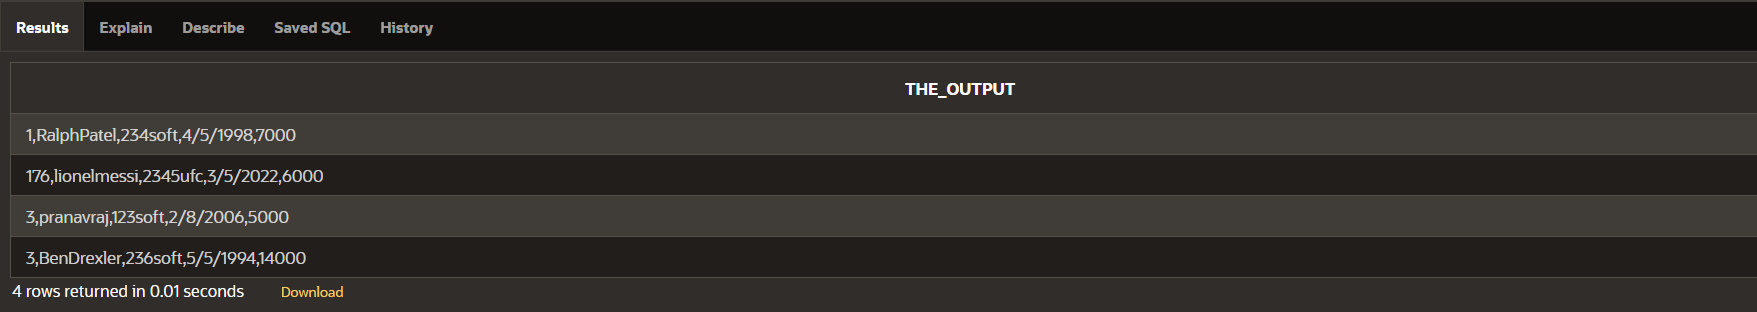 Results Explain Describe Saved SQL History
THE_OUTPUT
1,RalphPatel,234soft,4/5/1998,7000
176,lionelmessi,2345ufc,3/5/2022,6000
3,pranavraj,123soft,2/8/2006,5000
3,BenDrexler,236soft,5/5/1994,14000
4 rows returned in 0.01 seconds Download